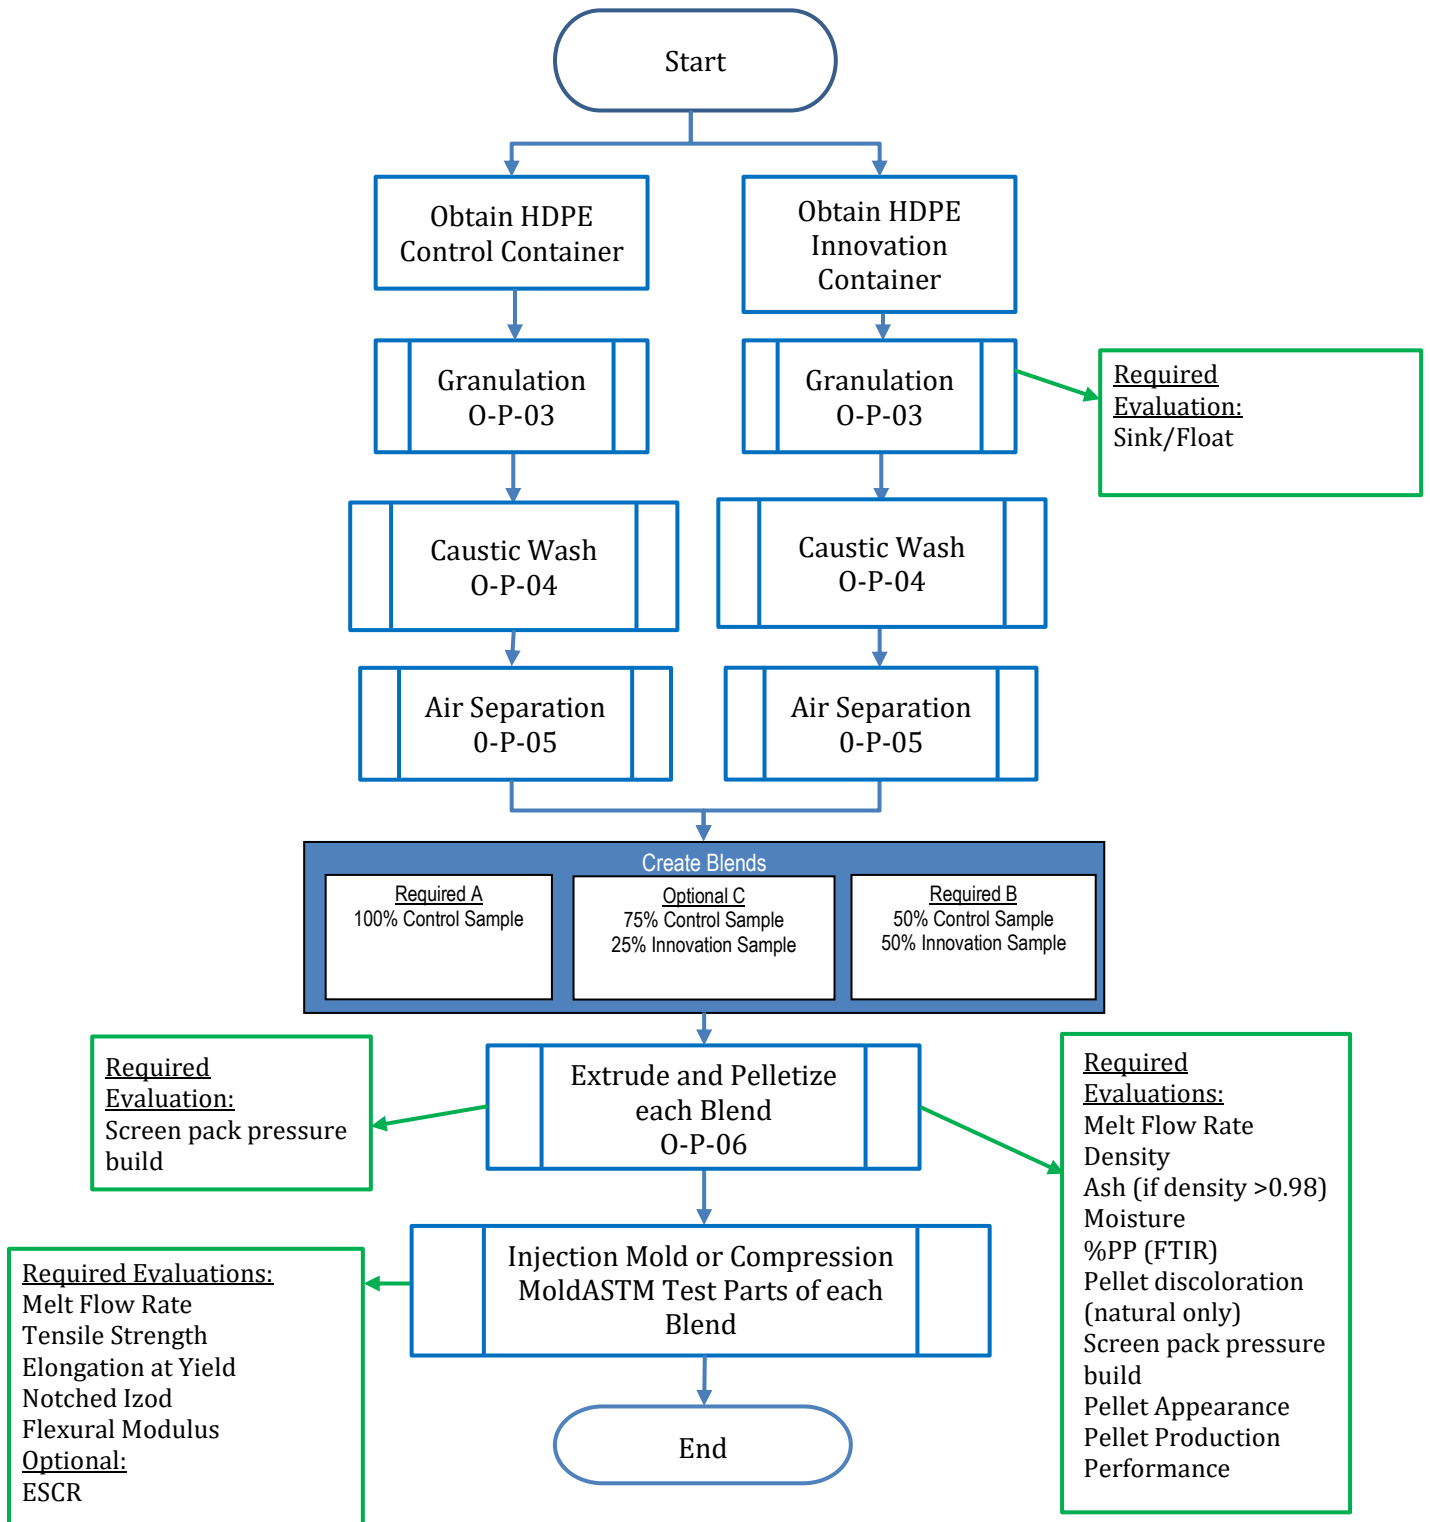 Start
Obtain HDPE
Control Container
Obtain HDPE
Innovation
Container
Granulation
O-P-03
Granulation
O-P-03
Required
Evaluation:
Sink/Float
Caustic Wash
O-P-04
Caustic Wash
O-P-04
Air Separation
0-P-05
Air Separation
0-P-05
Create Blends
Required A
100% Control Sample
Optional C
75% Control Sample
25% Innovation Sample
Required B
50% Control Sample
50% Innovation Sample
Required
Evaluation:
Screen pack pressure
build
Extrude and Pelletize
each Blend
O-P-06
Required
Evaluations:
Melt Flow Rate
Density
Ash (if density >0.98)
Moisture
%PP (FTIR)
Pellet discoloration
(natural only)
Screen pack pressure
build
Pellet Appearance
Pellet Production
Performance
Injection Mold or Compression
MoldASTM Test Parts of each
Blend
Required Evaluations:
Melt Flow Rate
Tensile Strength
Elongation at Yield
Notched Izod
Flexural Modulus
Optional:
ESCR
End